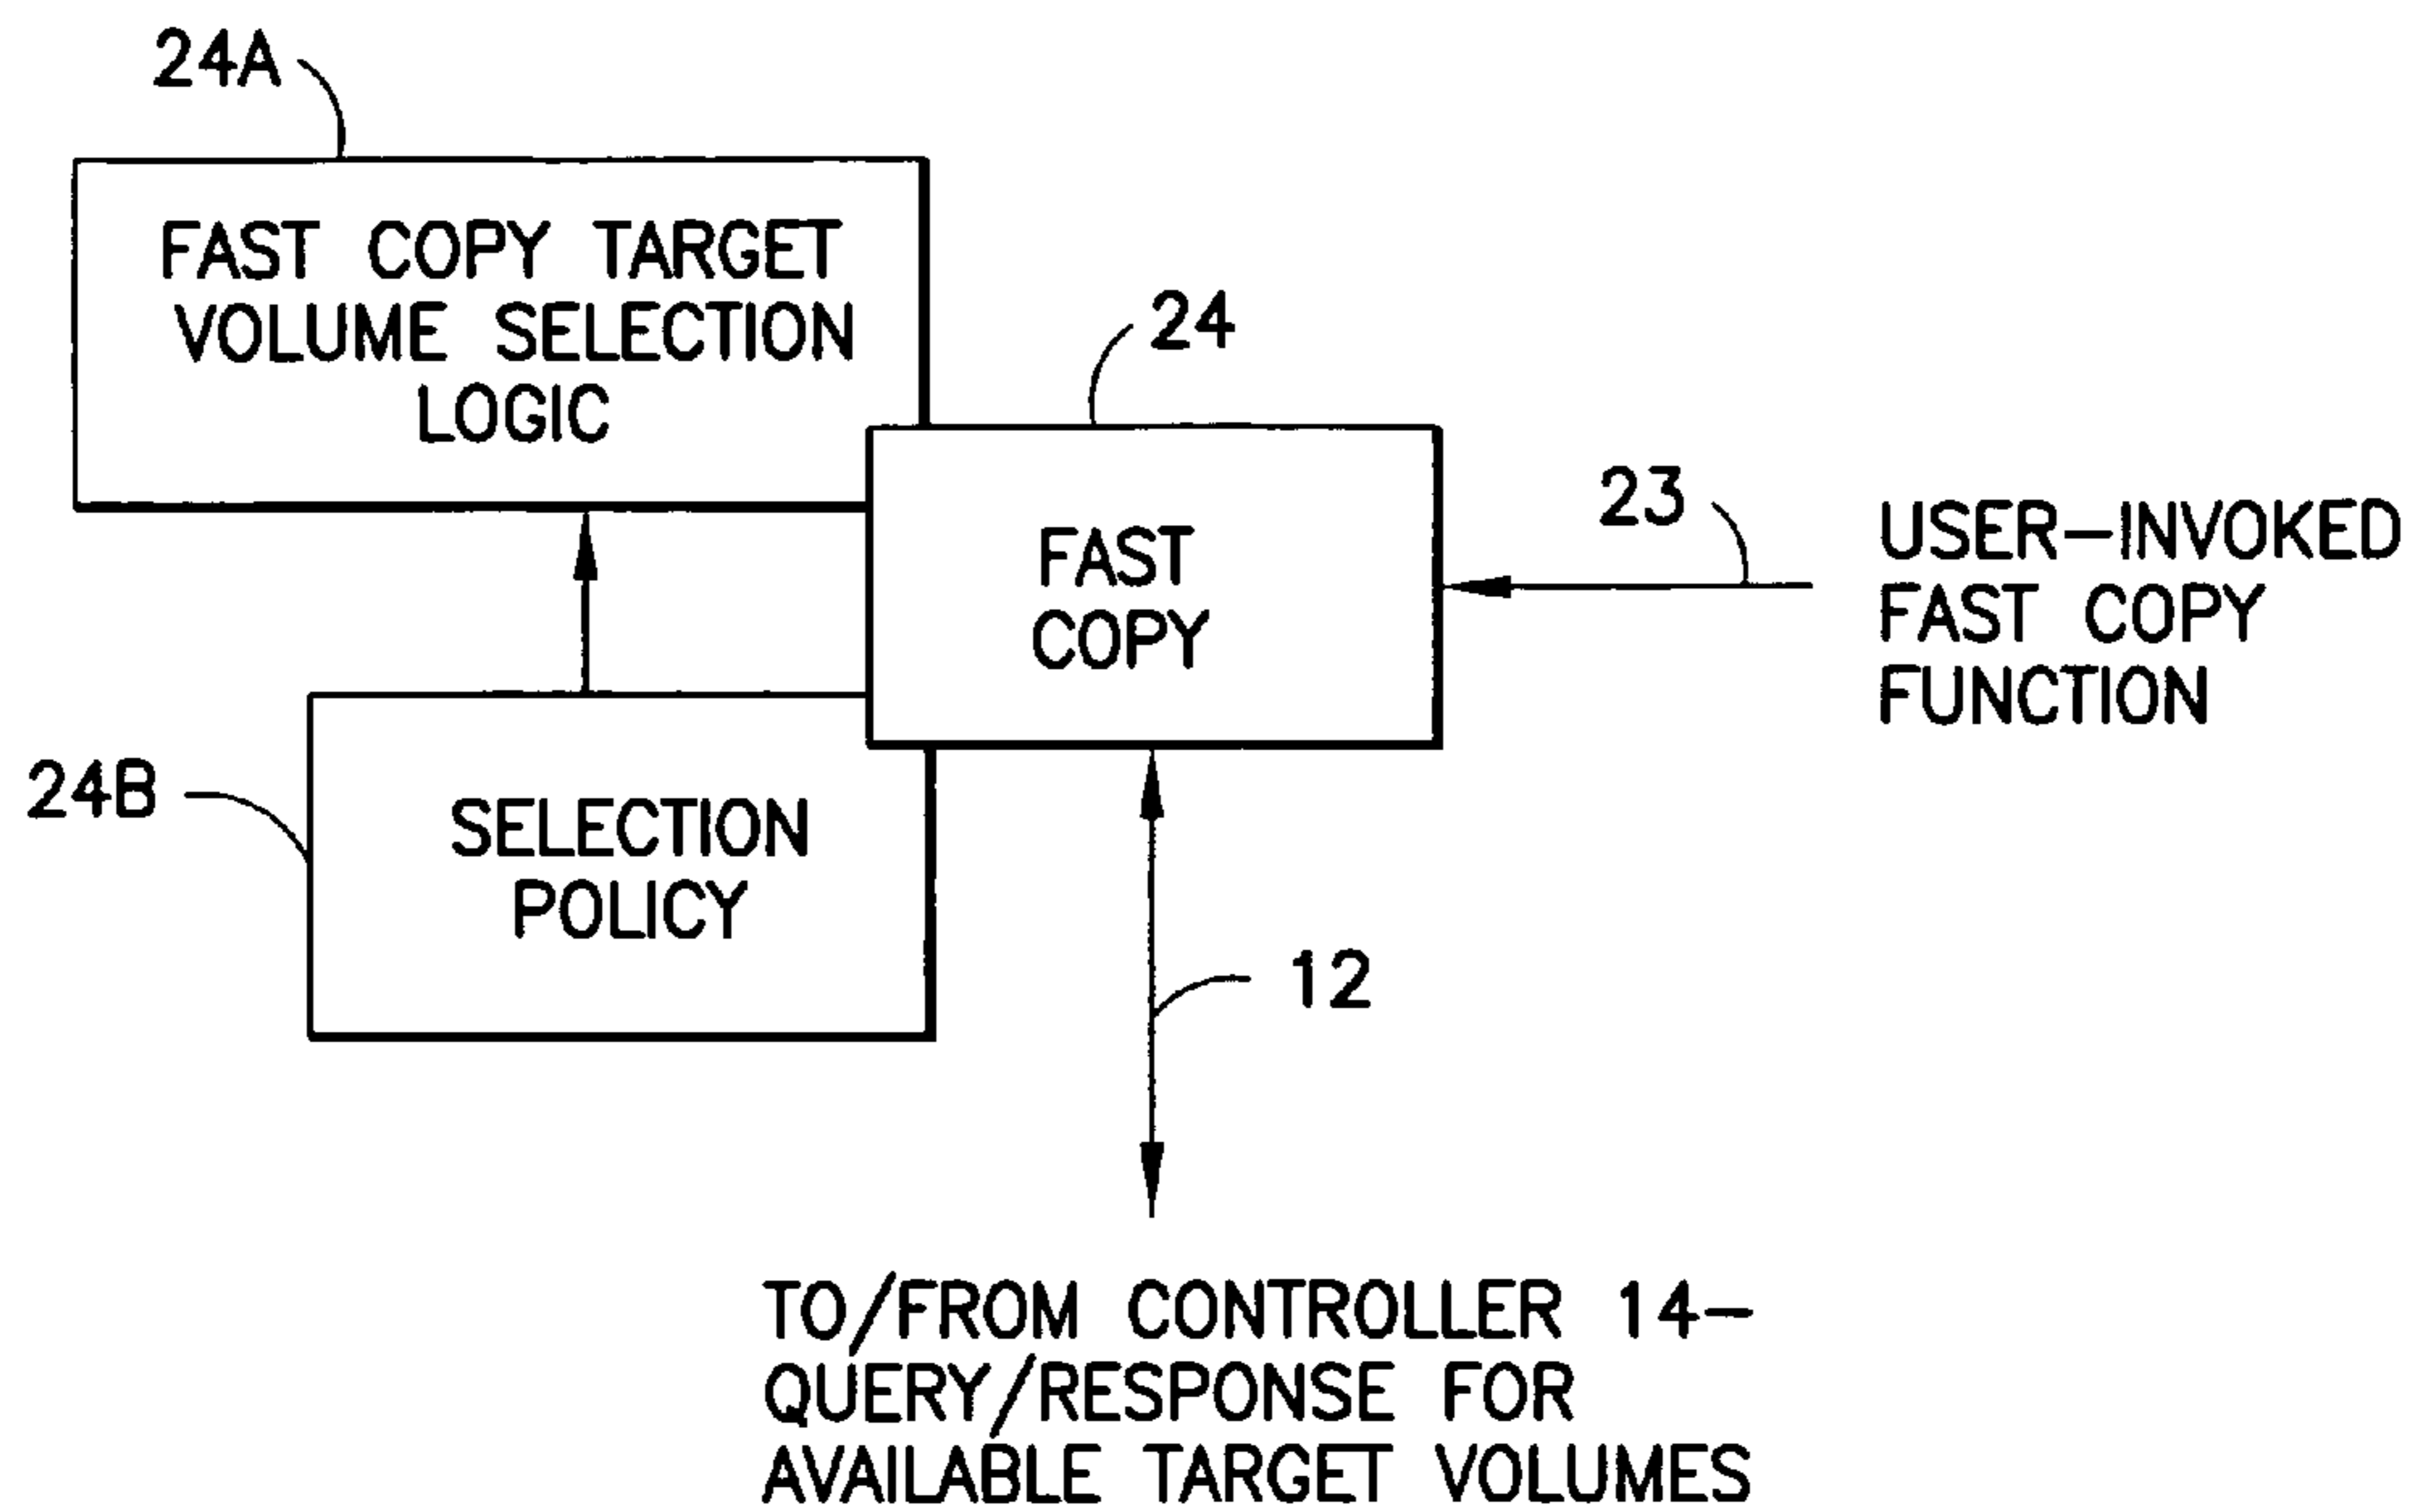 24A
FAST COPY TARGET
VOLUME SELECTION
LOGIC
24
FAST
COPY
23
USER-INVOKED
FAST COPY
FUNCTION
24B
SELECTION
POLICY
12
TO/FROM CONTROLLER 14-
QUERY/RESPONSE FOR
AVAILABLE TARGET VOLUMES